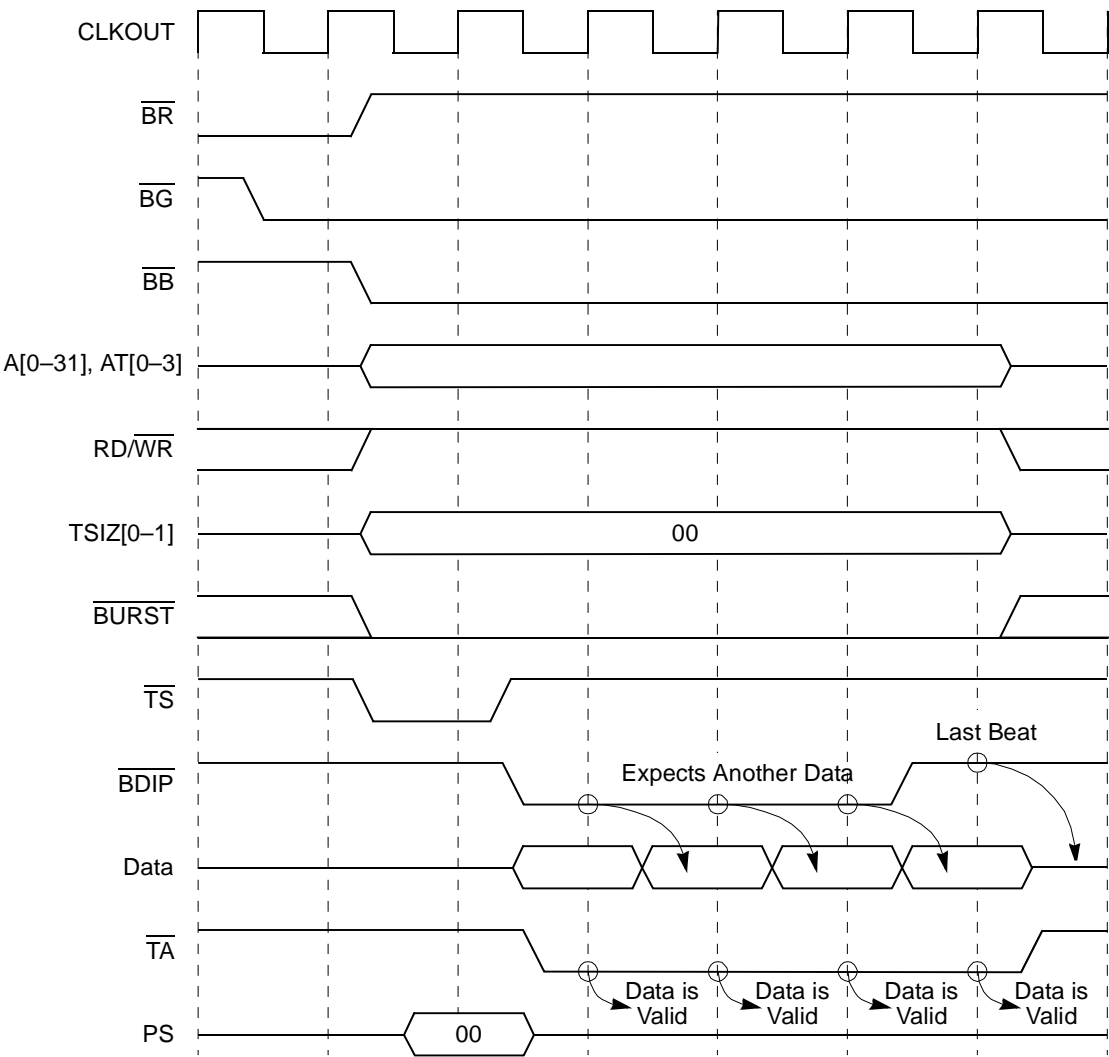 CLKOUT
BR
BG
BB
A[0–31], AT[0–3]
RD/WR
TSIZ[0–1]
00
BURST
TS
Last Beat
BDIP
Expects Another Data
Data
TA
Data is
Valid
Data is
Valid
Data is
Valid
Data is
Valid
PS
00